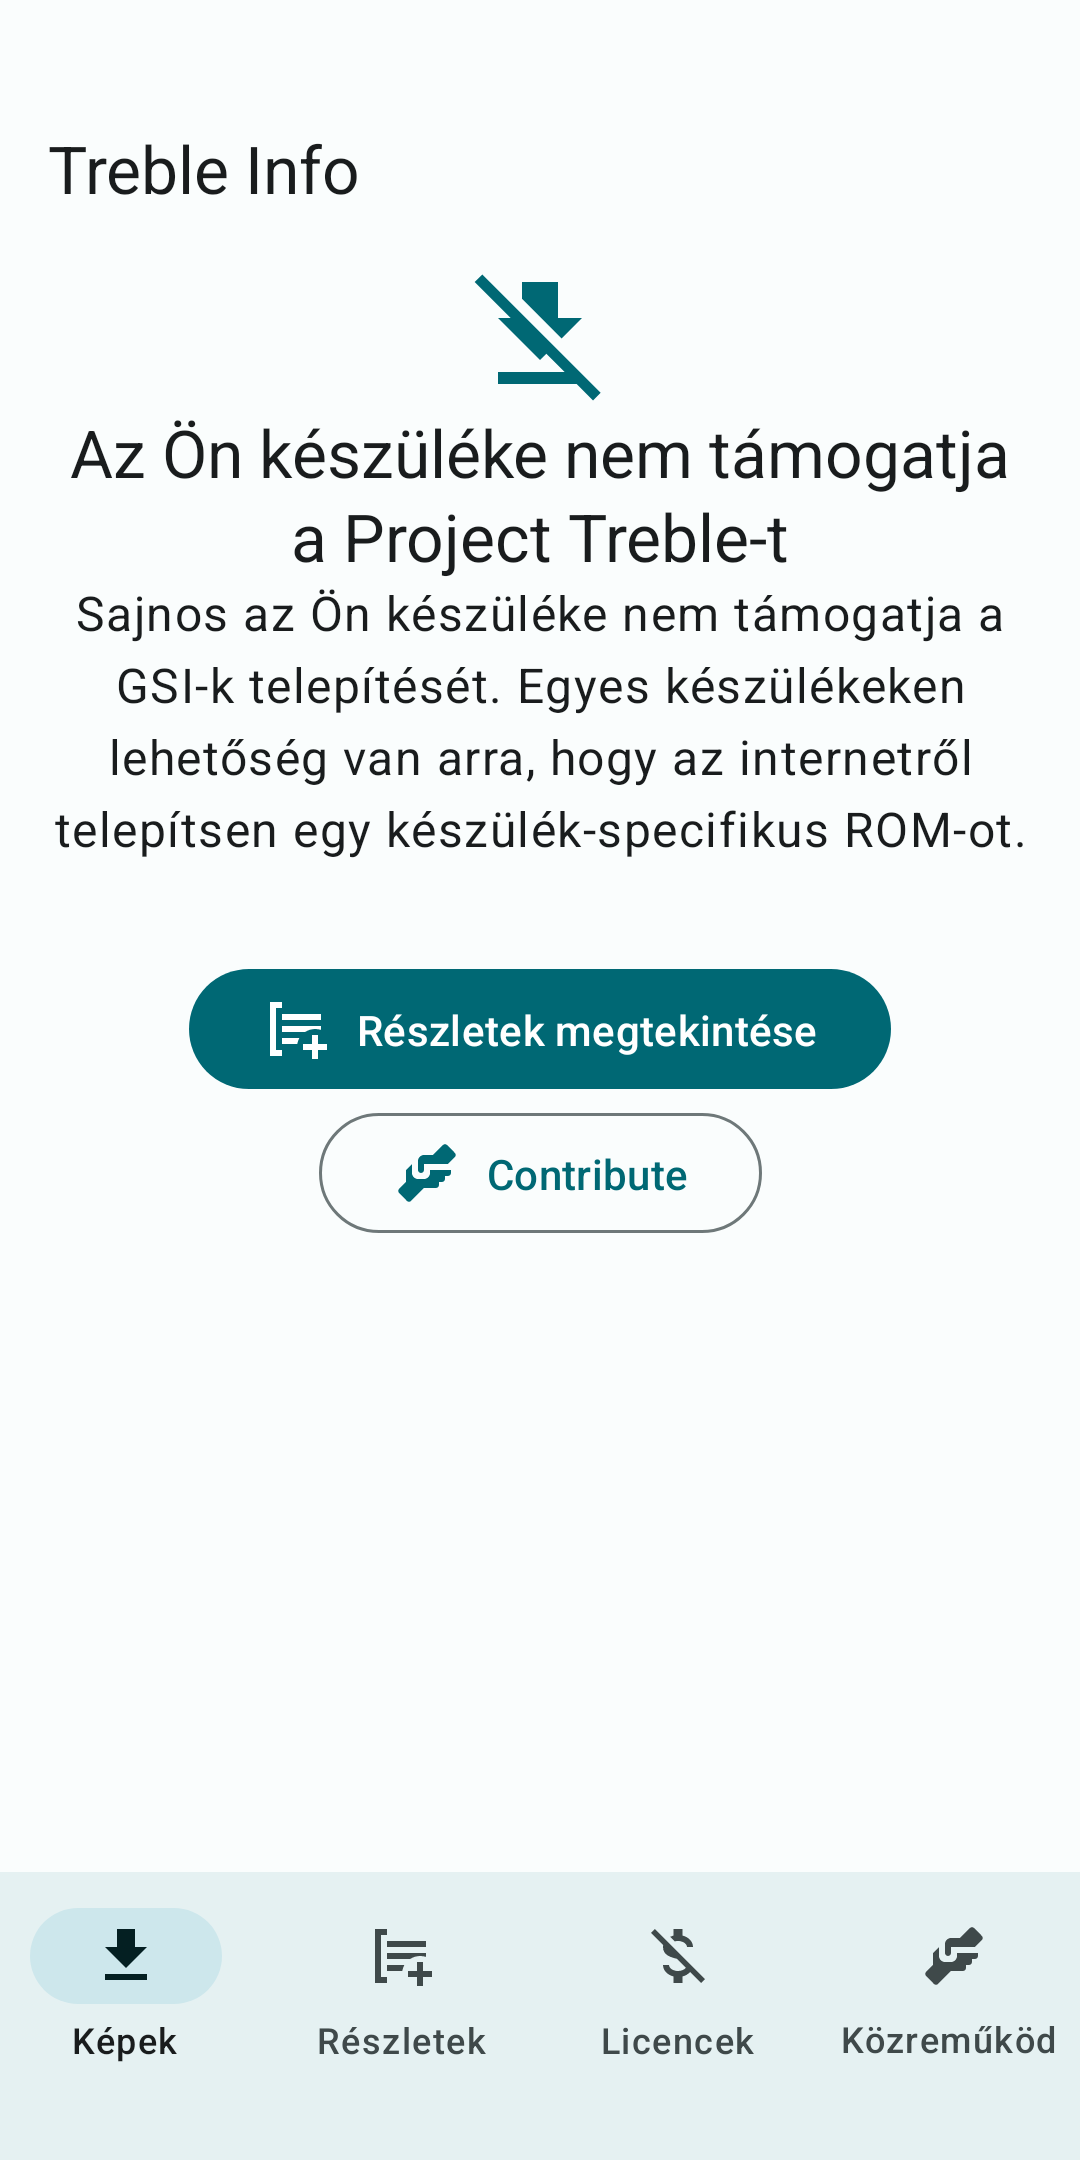 Treble Info
Az Ön készüléke nem támogatja
a Project Treble-t
Sajnos az Ön készüléke nem támogatja a
GSI-k telepítését. Egyes készülékeken
lehetőség van arra, hogy az internetről
telepítsen egy készülék-specifikus ROM-ot.
Részletek megtekintése
Contribute
Képek
Részletek
Licencek
Közreműköd